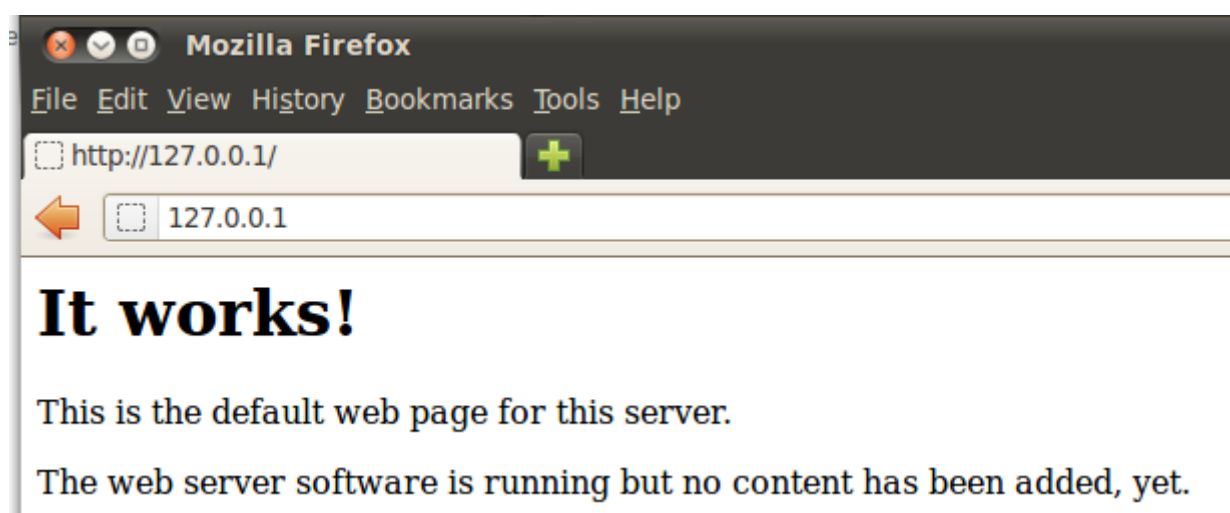 Mozilla Firefox
File Edit View History Bookmarks Tools Help
http://127.0.0.1/
127.0.0.1
It works!
This is the default web page for this server.
The web server software is running but no content has been added, yet.